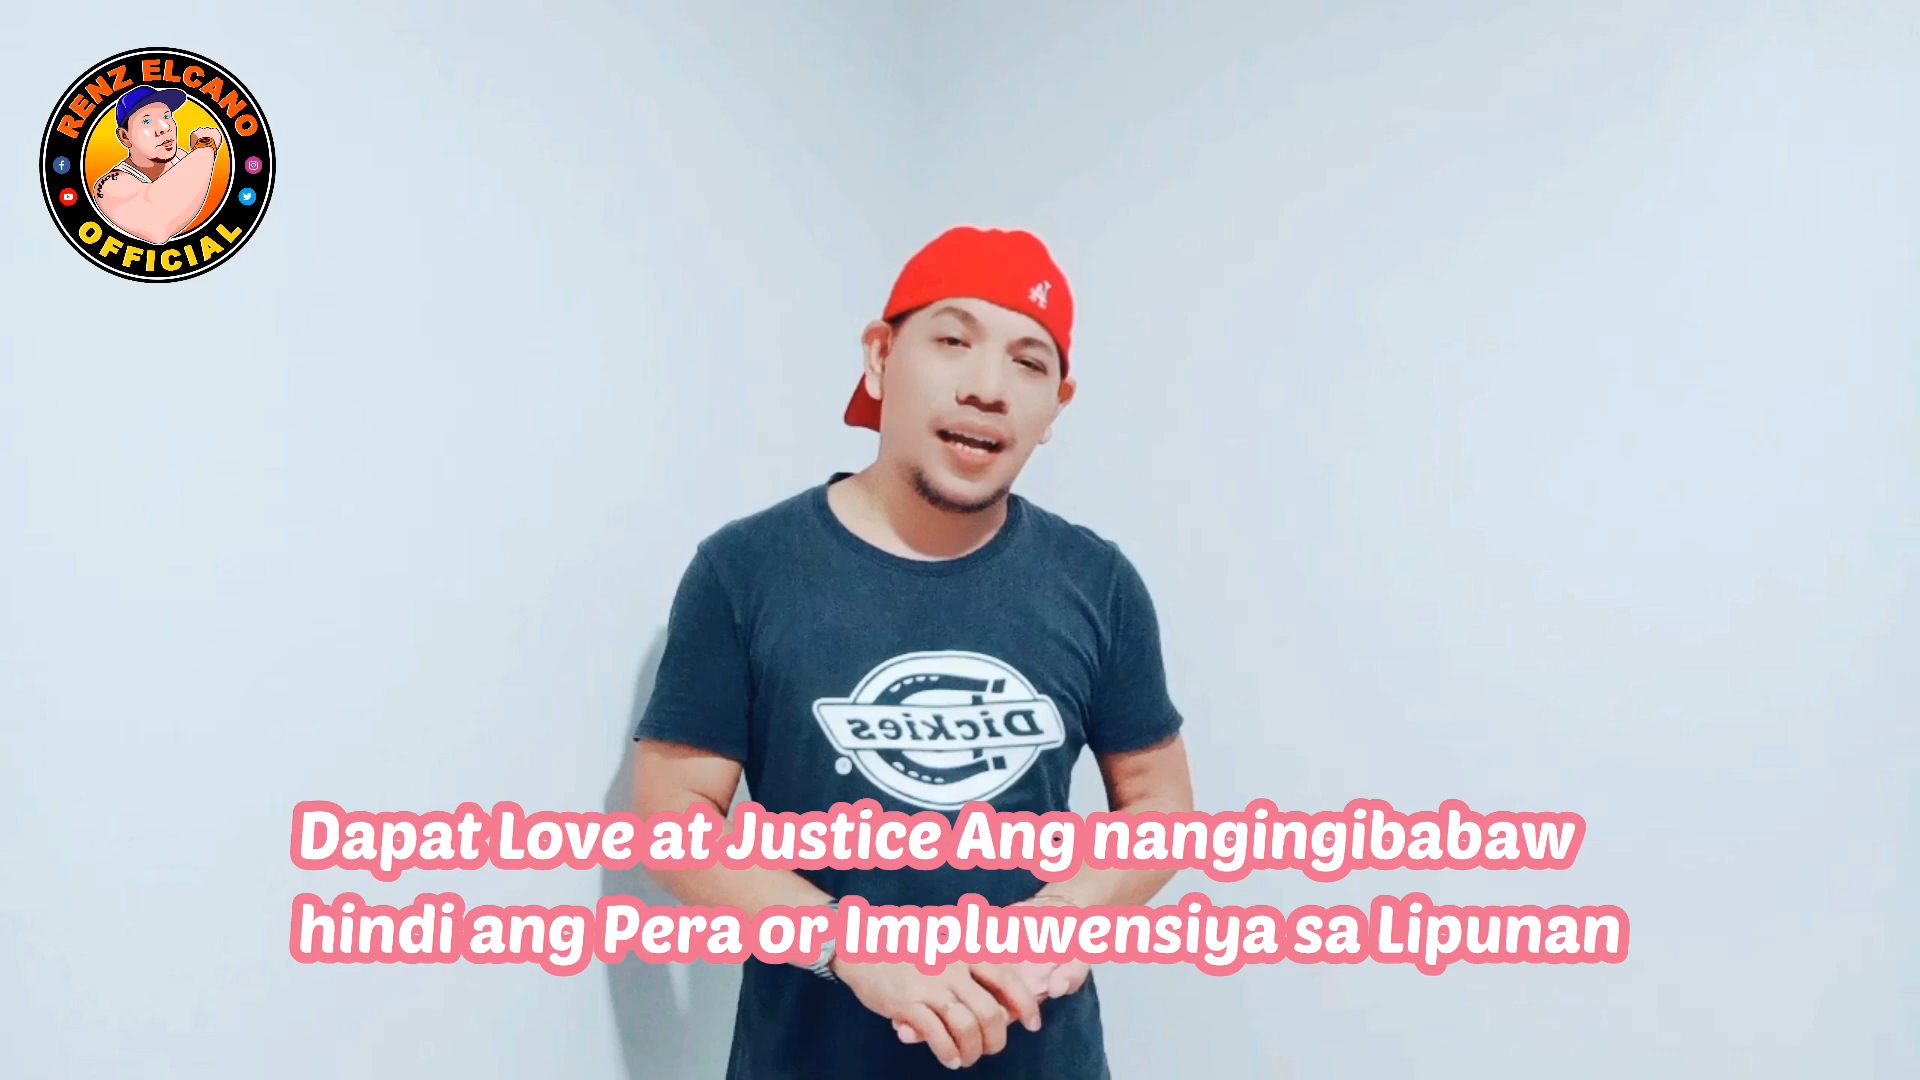 RENZ ELCANO
OFFICIAL
Dickies
®
Dapat Love at Justice Ang nangingibabaw
hindi ang Pera or Impluwensiya sa Lipunan